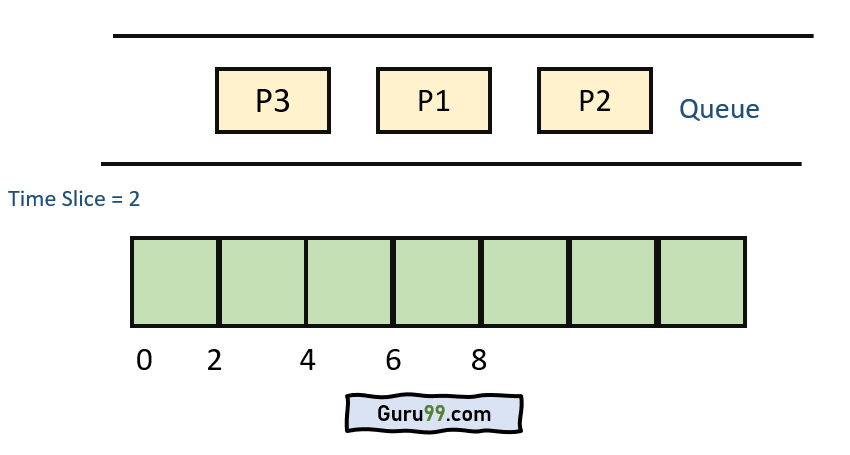 P3 P1 P2 Queue
Time Slice = 2
0 2 4 6 8
Guru99.com